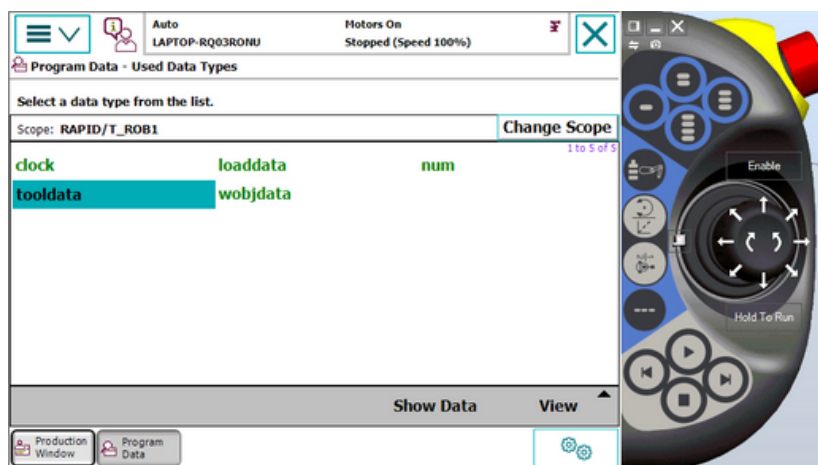 Auto
LAPTOP-RQ03RONU
Motors On
Stopped (Speed 100%)
Program Data - Used Data Types
Select a data type from the list.
Scope: RAPID/T_ROB1
Change Scope
1 to 5 of 5
clock loaddata num
tooldata wobjdata
Enable
Hold To Run
Show Data View
Production Window
Program Data